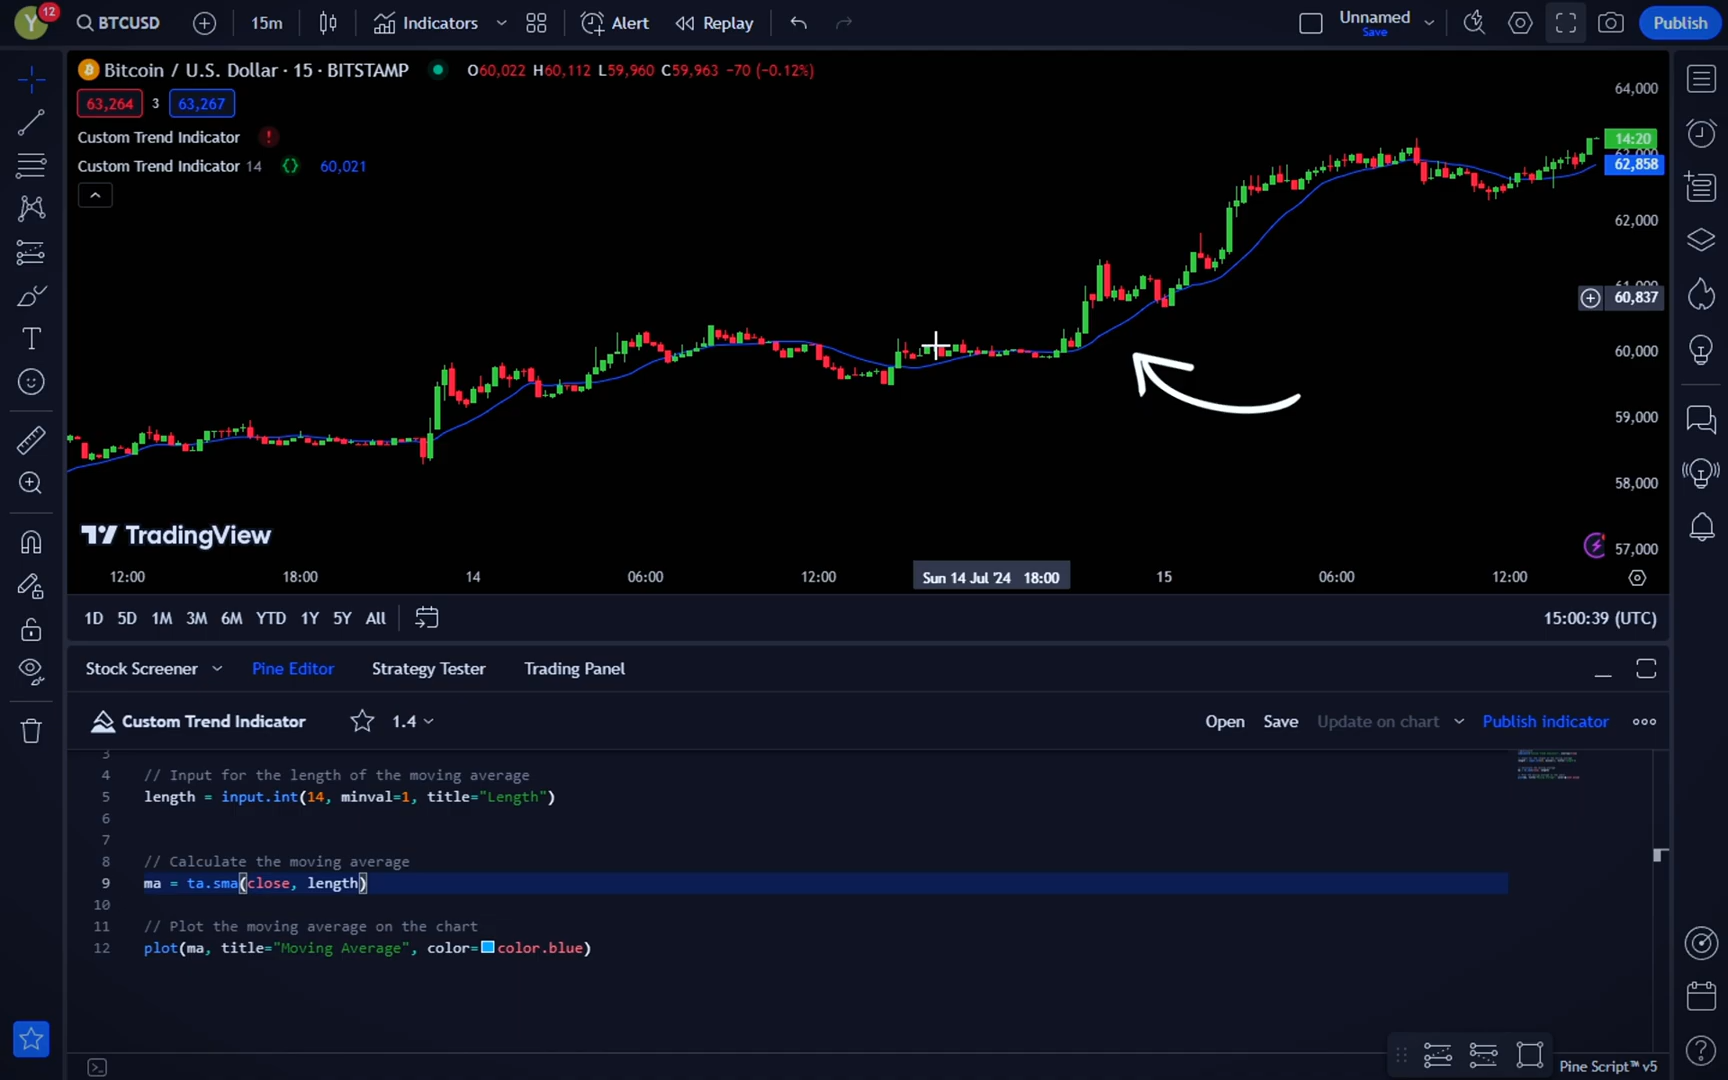 Y 12 BTCUSD 15m Indicators Alert Replay Unnamed Save Publish
Bitcoin / U.S. Dollar · 15 · BITSTAMP O60,022 H60,112 L59,960 C59,963 −70 (−0.12%)
63,264 3 63,267
Custom Trend Indicator !
Custom Trend Indicator 14 {} 60,021
64,000
14:20
62,858
62,000
60,837
60,000
59,000
58,000
57,000
TradingView
12:00 18:00 14 06:00 12:00 Sun 14 Jul '24 18:00 15 06:00 12:00
1D 5D 1M 3M 6M YTD 1Y 5Y All 15:00:39 (UTC)
Stock Screener Pine Editor Strategy Tester Trading Panel
Custom Trend Indicator 1.4 Open Save Update on chart Publish indicator
3
4 // Input for the length of the moving average
5 length = input.int(14, minval=1, title="Length")
6
7
8 // Calculate the moving average
9 ma = ta.sma(close, length)
10
11 // Plot the moving average on the chart
12 plot(ma, title="Moving Average", color=color.blue)
Pine Script™ v5